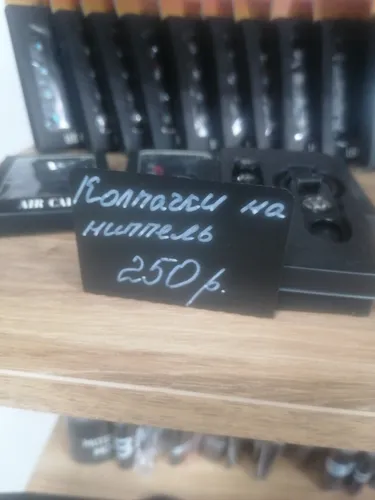 Колпачки на
ниппель
250р.
AIR CA